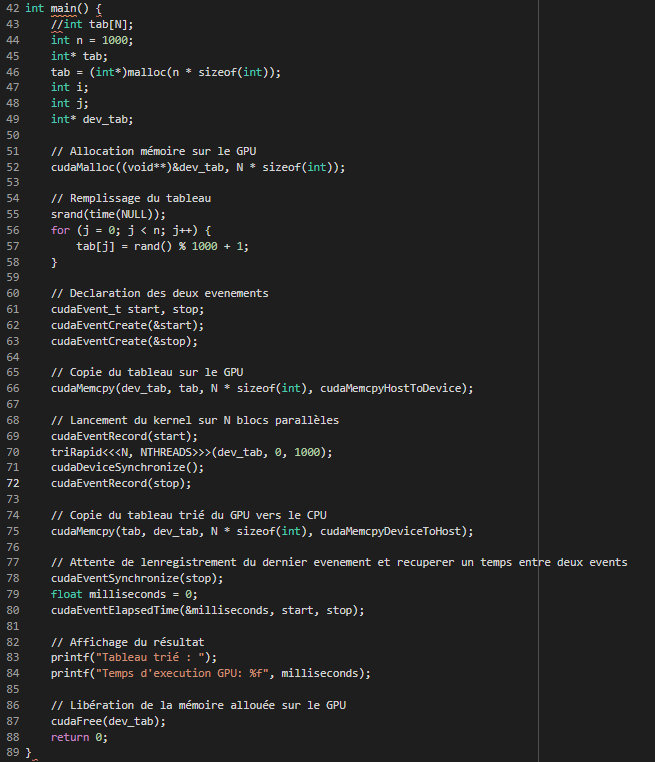 42 int main() {
43     //int tab[N];
44     int n = 1000;
45     int* tab;
46     tab = (int*)malloc(n * sizeof(int));
47     int i;
48     int j;
49     int* dev_tab;
50
51     // Allocation mémoire sur le GPU
52     cudaMalloc((void**)&dev_tab, N * sizeof(int));
53
54     // Remplissage du tableau
55     srand(time(NULL));
56     for (j = 0; j < n; j++) {
57         tab[j] = rand() % 1000 + 1;
58     }
59
60     // Declaration des deux evenements
61     cudaEvent_t start, stop;
62     cudaEventCreate(&start);
63     cudaEventCreate(&stop);
64
65     // Copie du tableau sur le GPU
66     cudaMemcpy(dev_tab, tab, N * sizeof(int), cudaMemcpyHostToDevice);
67
68     // Lancement du kernel sur N blocs parallèles
69     cudaEventRecord(start);
70     triRapid<<<N, NTHREADS>>>(dev_tab, 0, 1000);
71     cudaDeviceSynchronize();
72     cudaEventRecord(stop);
73
74     // Copie du tableau trié du GPU vers le CPU
75     cudaMemcpy(tab, dev_tab, N * sizeof(int), cudaMemcpyDeviceToHost);
76
77     // Attente de lenregistrement du dernier evenement et recuperer un temps entre deux events
78     cudaEventSynchronize(stop);
79     float milliseconds = 0;
80     cudaEventElapsedTime(&milliseconds, start, stop);
81
82     // Affichage du résultat
83     printf("Tableau trié : ");
84     printf("Temps d'execution GPU: %f", milliseconds);
85
86     // Libération de la mémoire allouée sur le GPU
87     cudaFree(dev_tab);
88     return 0;
89 }